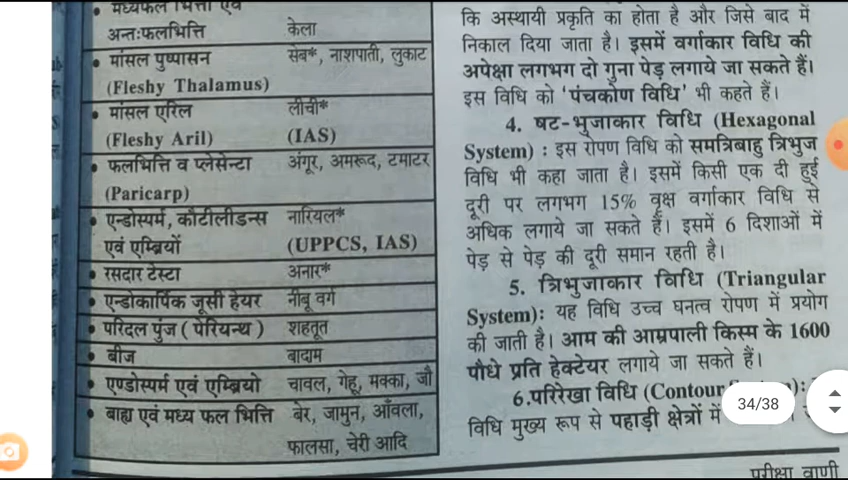 मध्यफल भित्ती एवं
अन्तःफलभित्ति केला
• मांसल पुष्पासन सेब*, नाशपाती, लुकाट
(Fleshy Thalamus)
• मांसल एरिल लीची*
(Fleshy Aril) (IAS)
• फलभित्ति व प्लेसेन्टा अंगूर, अमरूद, टमाटर
(Paricarp)
• एन्डोस्पर्म, कौटीलीडन्स नारियल*
एवं एम्ब्रियों (UPPCS, IAS)
• रसदार टेस्टा अनार*
• एन्डोकार्पिक जूसी हेयर नीबू वर्ग
• परिदल पुंज ( पेरियन्थ ) शहतूत
• बीज बादाम
• एण्डोस्पर्म एवं एम्ब्रियो चावल, गेहू, मक्का, जौ
• बाह्य एवं मध्य फल भित्ति बेर, जामुन, आँवला,
फालसा, चेरी आदि
कि अस्थायी प्रकृति का होता है और जिसे बाद में
निकाल दिया जाता है। इसमें वर्गाकार विधि की
अपेक्षा लगभग दो गुना पेड़ लगाये जा सकते हैं।
इस विधि को 'पंचकोण विधि' भी कहते हैं।
4. षट-भुजाकार विधि (Hexagonal
System) : इस रोपण विधि को समत्रिबाहु त्रिभुज
विधि भी कहा जाता है। इसमें किसी एक दी हुई
दूरी पर लगभग 15% वृक्ष वर्गाकार विधि से
अधिक लगाये जा सकते हैं। इसमें 6 दिशाओं में
पेड़ से पेड़ की दूरी समान रहती है।
5. त्रिभुजाकार विधि (Triangular
System): यह विधि उच्च घनत्व रोपण में प्रयोग
की जाती है। आम की आम्रपाली किस्म के 1600
पौधे प्रति हेक्टेयर लगाये जा सकते हैं।
6.परिरेखा विधि (Contour
विधि मुख्य रूप से पहाड़ी क्षेत्रों में
34/38
परीक्षा वाणी